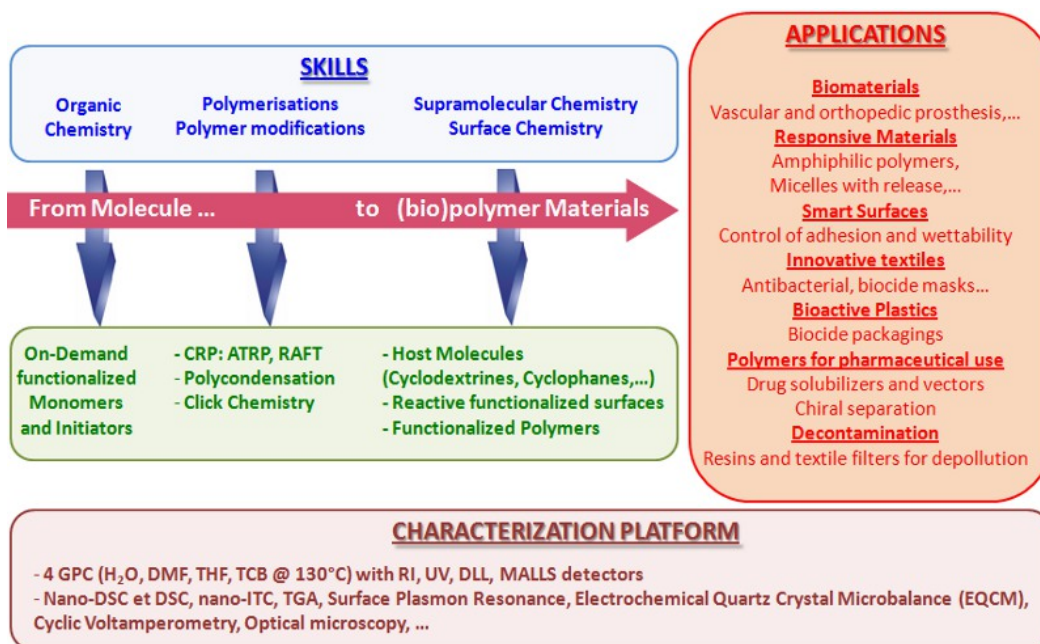 SKILLS
Organic
Chemistry
Polymerisations
Polymer modifications
Supramolecular Chemistry
Surface Chemistry
From Molecule ... to (bio)polymer Materials
On-Demand
functionalized
Monomers
and Initiators
- CRP: ATRP, RAFT
- Polycondensation
- Click Chemistry
- Host Molecules
(Cyclodextrines, Cyclophanes,...)
- Reactive functionalized surfaces
- Functionalized Polymers
APPLICATIONS
Biomaterials
Vascular and orthopedic prosthesis,...
Responsive Materials
Amphiphilic polymers,
Micelles with release,...
Smart Surfaces
Control of adhesion and wettability
Innovative textiles
Antibacterial, biocide masks...
Bioactive Plastics
Biocide packagings
Polymers for pharmaceutical use
Drug solubilizers and vectors
Chiral separation
Decontamination
Resins and textile filters for depollution
CHARACTERIZATION PLATFORM
- 4 GPC (H₂O, DMF, THF, TCB @ 130°C) with RI, UV, DLL, MALLS detectors
- Nano-DSC et DSC, nano-ITC, TGA, Surface Plasmon Resonance, Electrochemical Quartz Crystal Microbalance (EQCM),
Cyclic Voltamperometry, Optical microscopy, ...